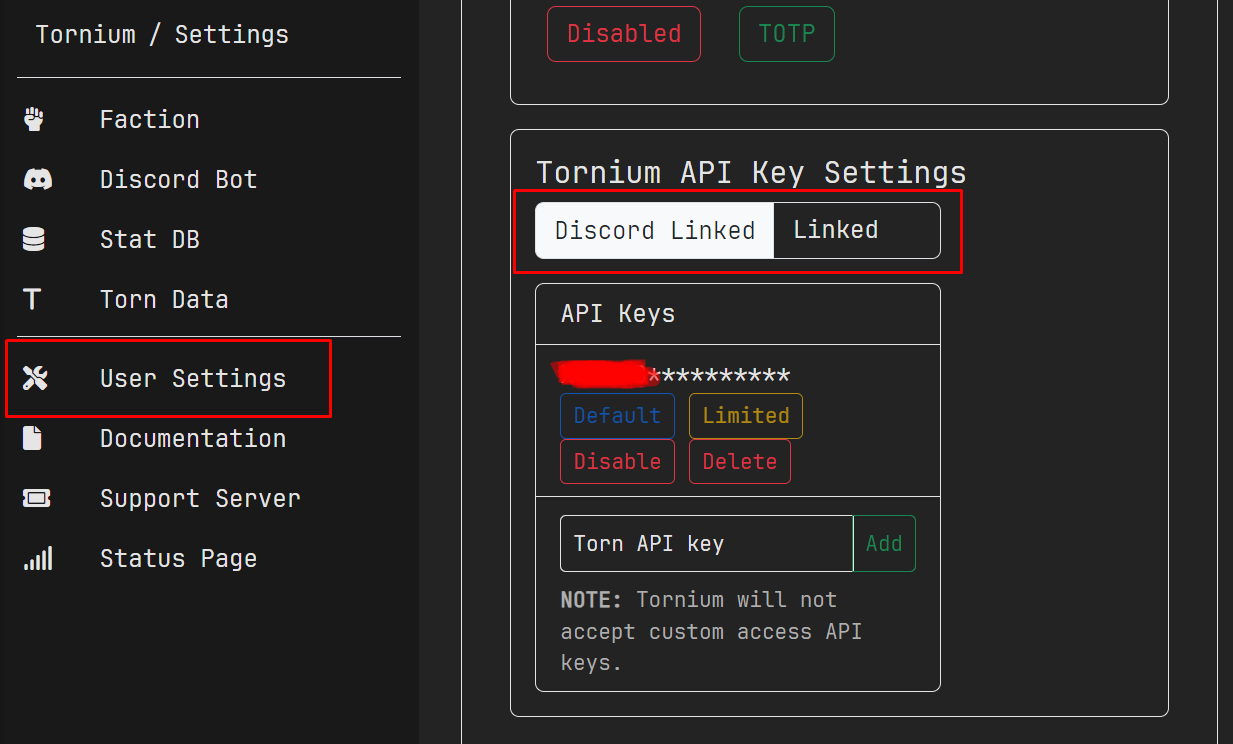 Tornium / Settings
Faction
Discord Bot
Stat DB
Torn Data
User Settings
Documentation
Support Server
Status Page
Disabled
TOTP
Tornium API Key Settings
Discord Linked
Linked
API Keys
**********
Default
Limited
Disable
Delete
Torn API key
Add
NOTE: Tornium will not
accept custom access API
keys.